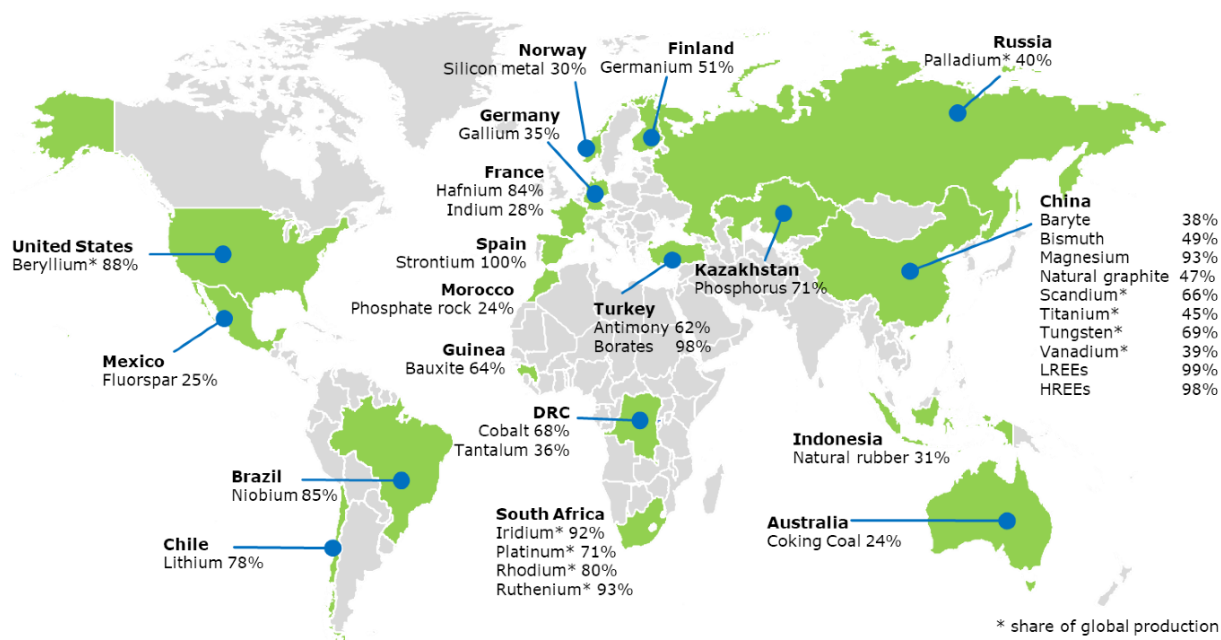 Norway
Silicon metal 30%
Finland
Germanium 51%
Russia
Palladium* 40%
Germany
Gallium 35%
France
Hafnium 84%
Indium 28%
China
Baryte 38%
Bismuth 49%
Magnesium 93%
Natural graphite 47%
Scandium* 66%
Titanium* 45%
Tungsten* 69%
Vanadium* 39%
LREEs 99%
HREEs 98%
United States
Beryllium* 88%
Spain
Strontium 100%
Kazakhstan
Phosphorus 71%
Morocco
Phosphate rock 24%
Turkey
Antimony 62%
Borates 98%
Mexico
Fluorspar 25%
Guinea
Bauxite 64%
DRC
Cobalt 68%
Tantalum 36%
Indonesia
Natural rubber 31%
Brazil
Niobium 85%
South Africa
Iridium* 92%
Platinum* 71%
Rhodium* 80%
Ruthenium* 93%
Australia
Coking Coal 24%
Chile
Lithium 78%
* share of global production